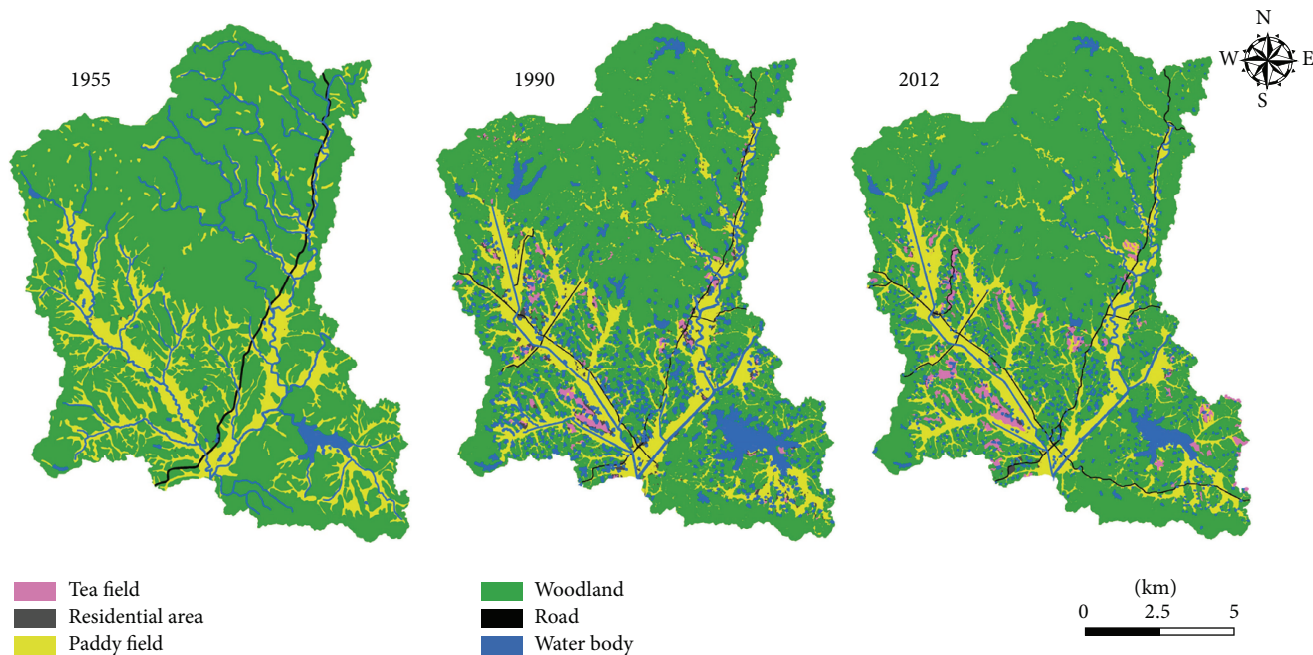 1955
1990
2012
N
W E
S
Tea field
Residential area
Paddy field
Woodland
Road
Water body
(km)
0 2.5 5